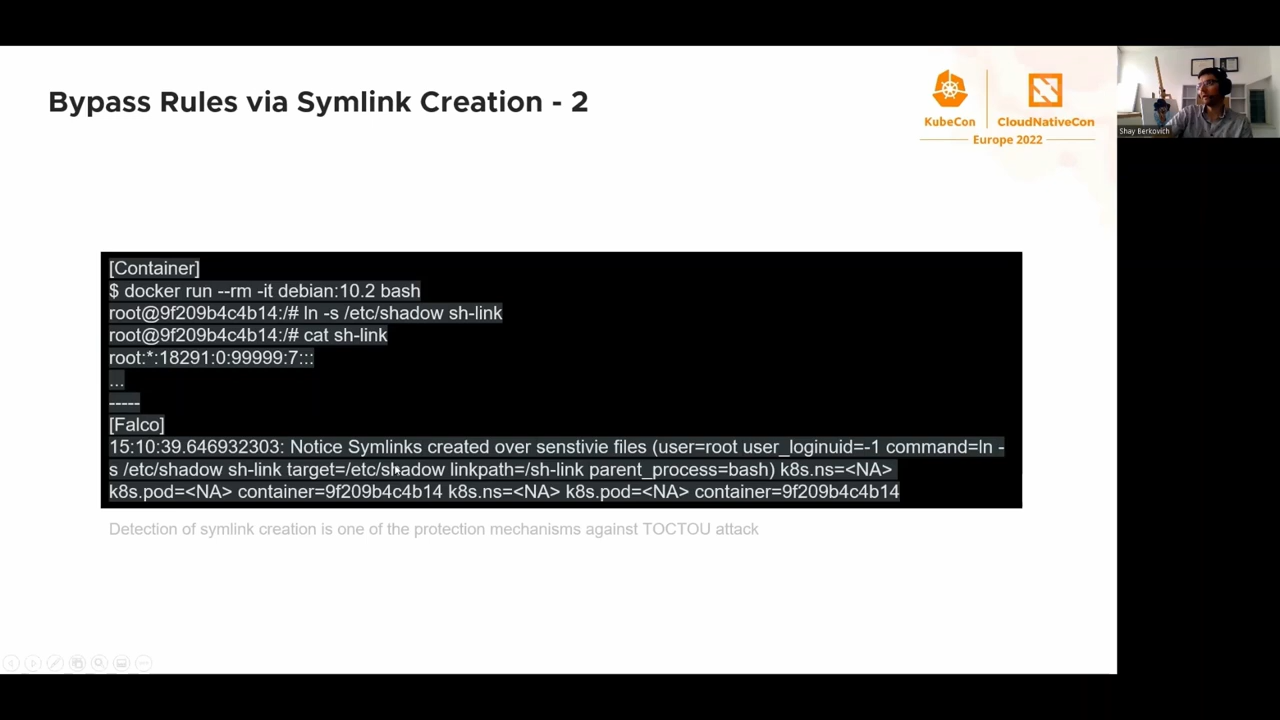 Bypass Rules via Symlink Creation - 2
KubeCon
CloudNativeCon
Europe 2022
Shay Berkovich
[Container]
$ docker run --rm -it debian:10.2 bash
root@9f209b4c4b14:/# ln -s /etc/shadow sh-link
root@9f209b4c4b14:/# cat sh-link
root:*:18291:0:99999:7:::
...
-----
[Falco]
15:10:39.646932303: Notice Symlinks created over senstivie files (user=root user_loginuid=-1 command=ln -
s /etc/shadow sh-link target=/etc/shadow linkpath=/sh-link parent_process=bash) k8s.ns=<NA>
k8s.pod=<NA> container=9f209b4c4b14 k8s.ns=<NA> k8s.pod=<NA> container=9f209b4c4b14
Detection of symlink creation is one of the protection mechanisms against TOCTOU attack